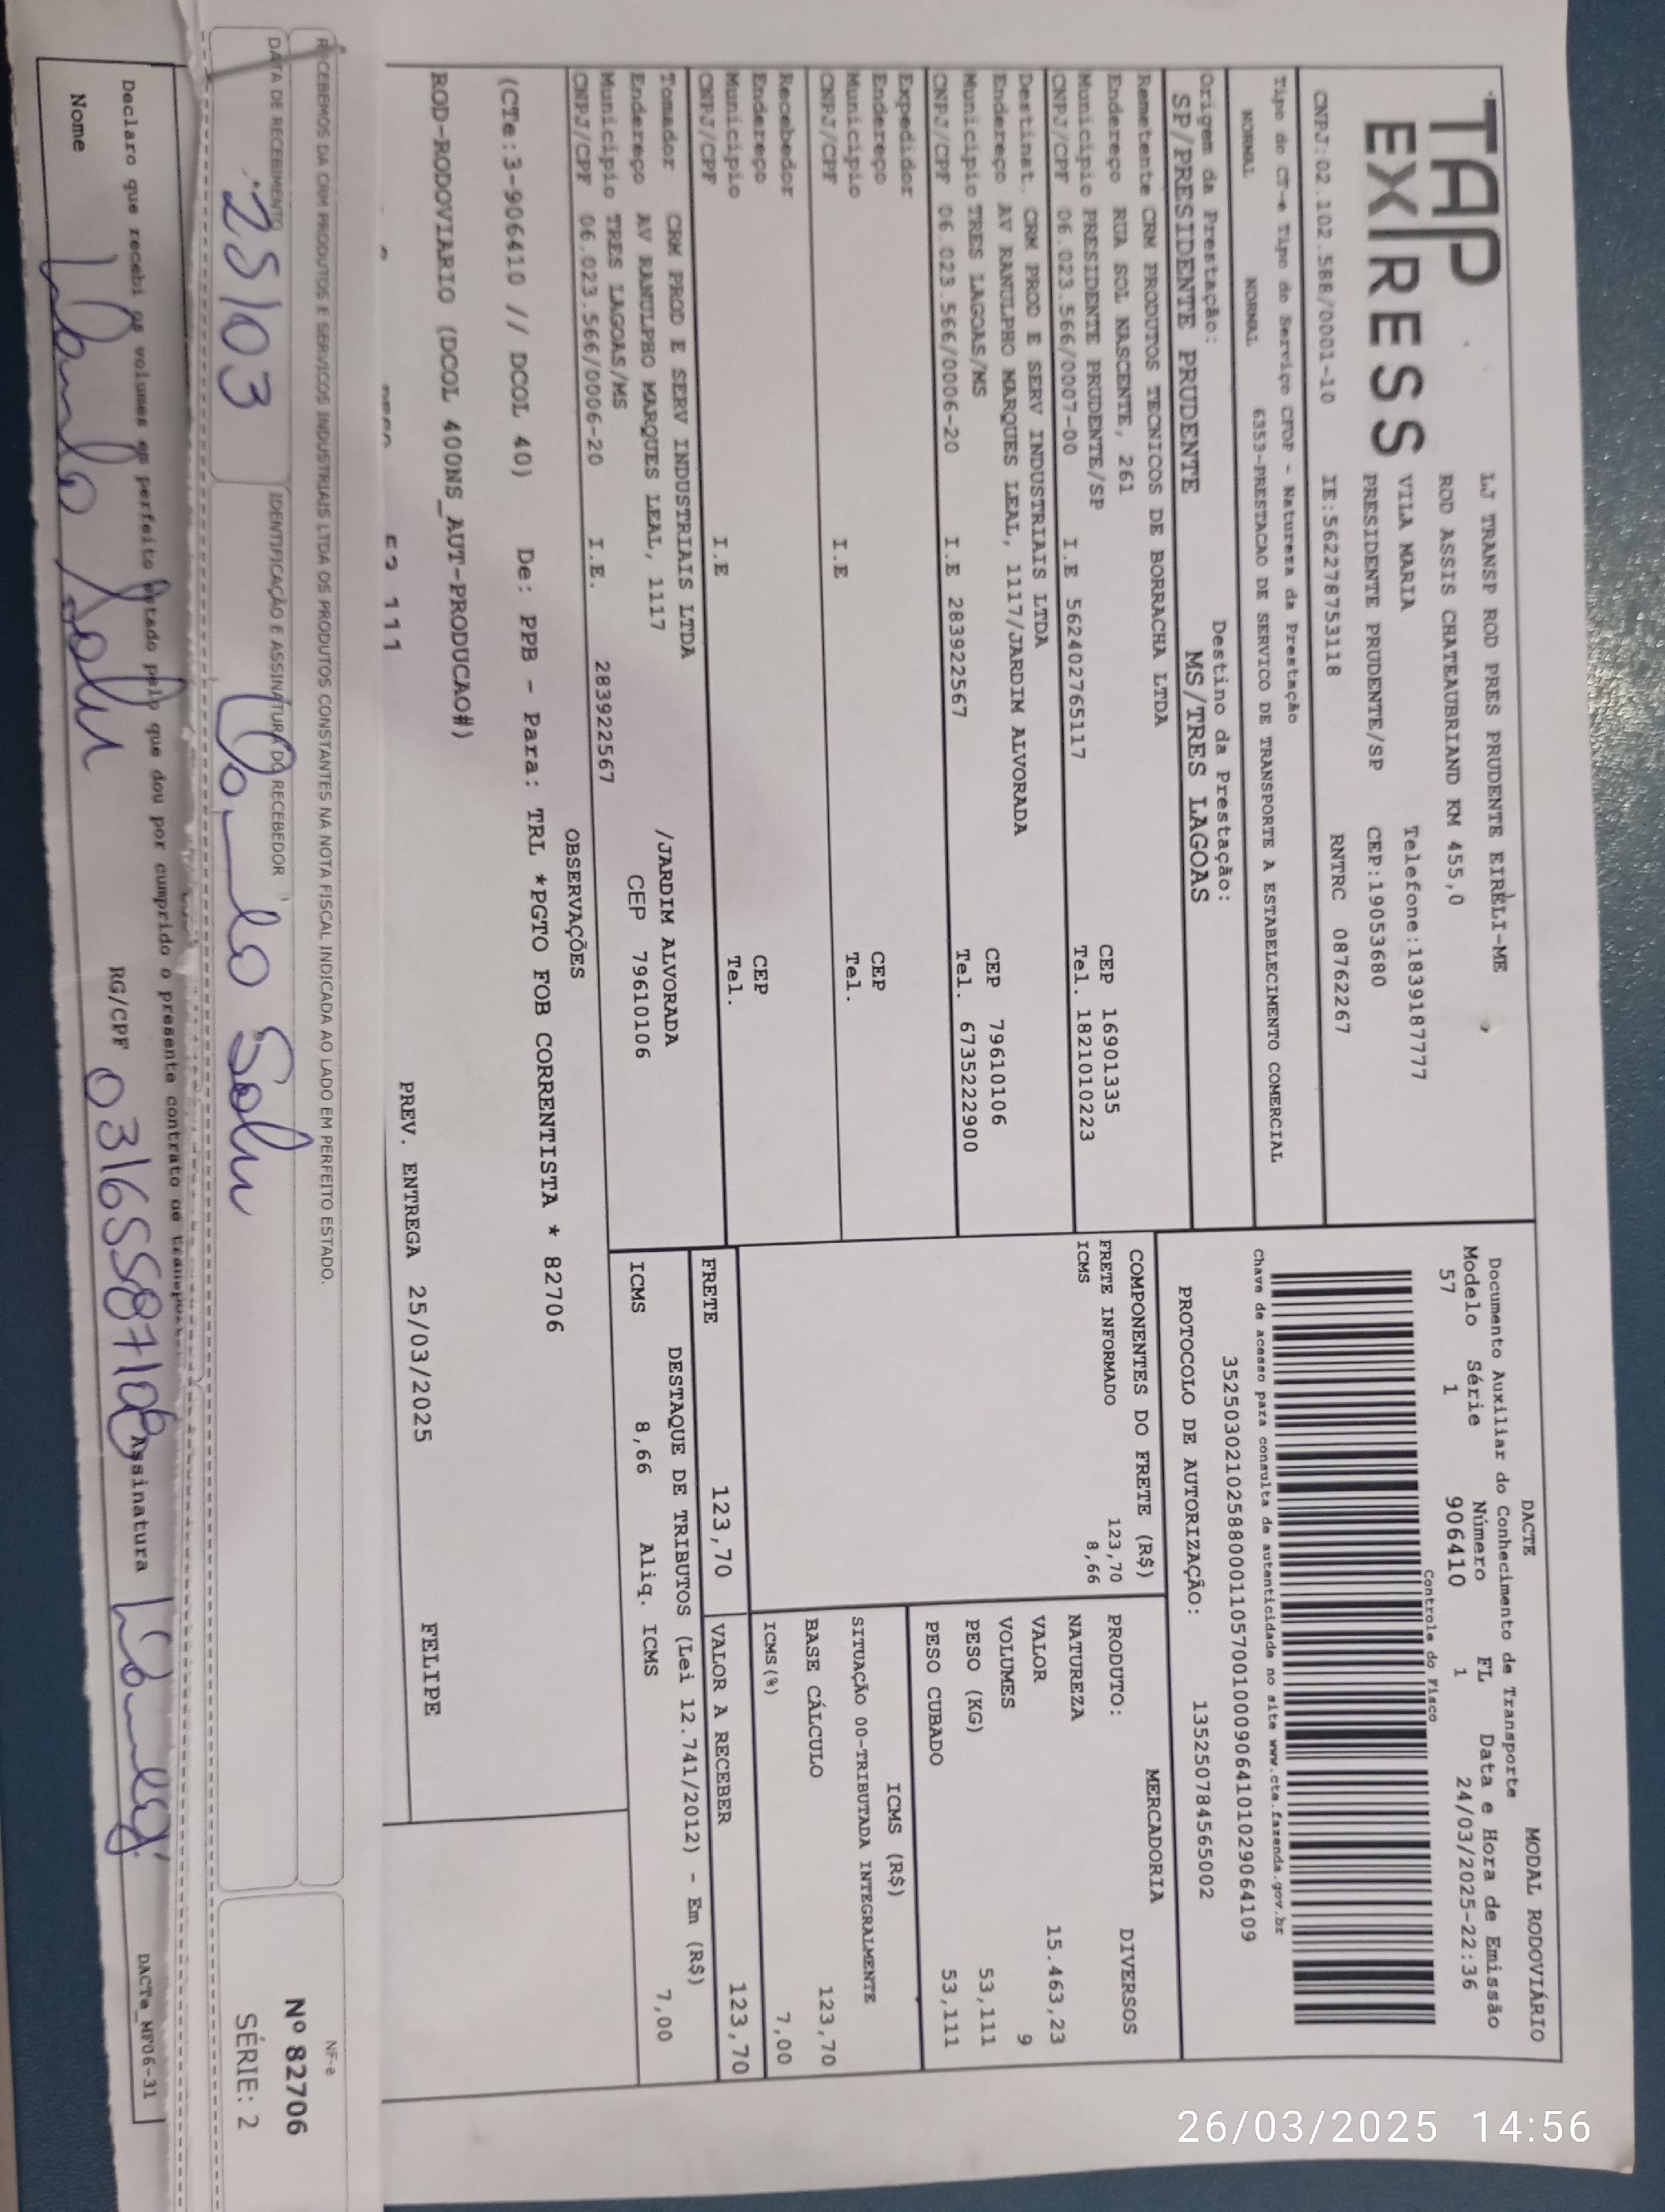 TAP
EXPRESS
LJ TRANSP ROD PRES PRUDENTE EIRELI-ME
ROD ASSIS CHATEAUBRIAND KM 455,0
VILA MARIA Telefone:1839187777
PRESIDENTE PRUDENTE/SP CEP:19053680
CNPJ:02.102.588/0001-10 IE:562278753118 RNTRC 08762267
DACTE MODAL RODOVIÁRIO
Documento Auxiliar do Conhecimento de Transporte
Modelo Série Número FL Data e Hora de Emissão
57 1 906410 1 24/03/2025-22:36
Controle do Fisco
Tipo do CT-e Tipo do Serviço CFOP - Natureza da Prestação
NORMAL NORMAL 6353-PRESTACAO DE SERVICO DE TRANSPORTE A ESTABELECIMENTO COMERCIAL
Chave de acesso para consulta de autenticidade no site www.cte.fazenda.gov.br
35250302102588000110570010009064101029064109
Origem da Prestação: Destino da Prestação:
SP/PRESIDENTE PRUDENTE MS/TRES LAGOAS
PROTOCOLO DE AUTORIZAÇÃO: 135250784565002
Remetente CRM PRODUTOS TECNICOS DE BORRACHA LTDA
Endereço RUA SOL NASCENTE, 261 CEP 16901335
Município PRESIDENTE PRUDENTE/SP Tel. 1821010223
CNPJ/CPF 06.023.566/0007-00 I.E 562402765117
Destinat. CRM PROD E SERV INDUSTRIAIS LTDA
Endereço AV RANULPHO MARQUES LEAL, 1117/JARDIM ALVORADA CEP 79610106
Município TRES LAGOAS/MS Tel. 6735222900
CNPJ/CPF 06.023.566/0006-20 I.E 283922567
Expedidor
Endereço CEP
Município Tel.
CNPJ/CPF I.E
Recebedor
Endereço CEP
Município Tel.
CNPJ/CPF I.E
Tomador CRM PROD E SERV INDUSTRIAIS LTDA
Endereço AV RANULPHO MARQUES LEAL, 1117 /JARDIM ALVORADA
Município TRES LAGOAS/MS CEP 79610106
CNPJ/CPF 06.023.566/0006-20 I.E. 283922567
COMPONENTES DO FRETE (R$)
FRETE INFORMADO 123,70
ICMS 8,66
MERCADORIA
PRODUTO: DIVERSOS
NATUREZA
VALOR 15.463,23
VOLUMES 9
PESO (KG) 53,111
PESO CUBADO 53,111
ICMS (R$)
SITUAÇÃO 00-TRIBUTADA INTEGRALMENTE
BASE CÁLCULO 123,70
ICMS(%) 7,00
FRETE 123,70 VALOR A RECEBER 123,70
DESTAQUE DE TRIBUTOS (Lei 12.741/2012) - Em (R$)
ICMS 8,66 Aliq. ICMS 7,00
OBSERVAÇÕES
(CTe:3-906410 // DCOL 40) De: PPB - Para: TRL *PGTO FOB CORRENTISTA * 82706
ROD-RODOVIARIO (DCOL 400NS_AUT-PRODUCAO#)
PREV. ENTREGA 25/03/2025 FELIPE
RECEBEMOS DA CRM PRODUTOS E SERVICOS INDUSTRIAIS LTDA OS PRODUTOS CONSTANTES NA NOTA FISCAL INDICADA AO LADO EM PERFEITO ESTADO.
DATA DE RECEBIMENTO IDENTIFICAÇÃO E ASSINATURA DO RECEBEDOR
25/03
NF-e
Nº 82706
SÉRIE: 2
Declaro que recebi os volumes em perfeito estado pelo que dou por cumprido o presente contrato de transporte
Nome RG/CPF Assinatura
DACTe_MF06-31
26/03/2025 14:56